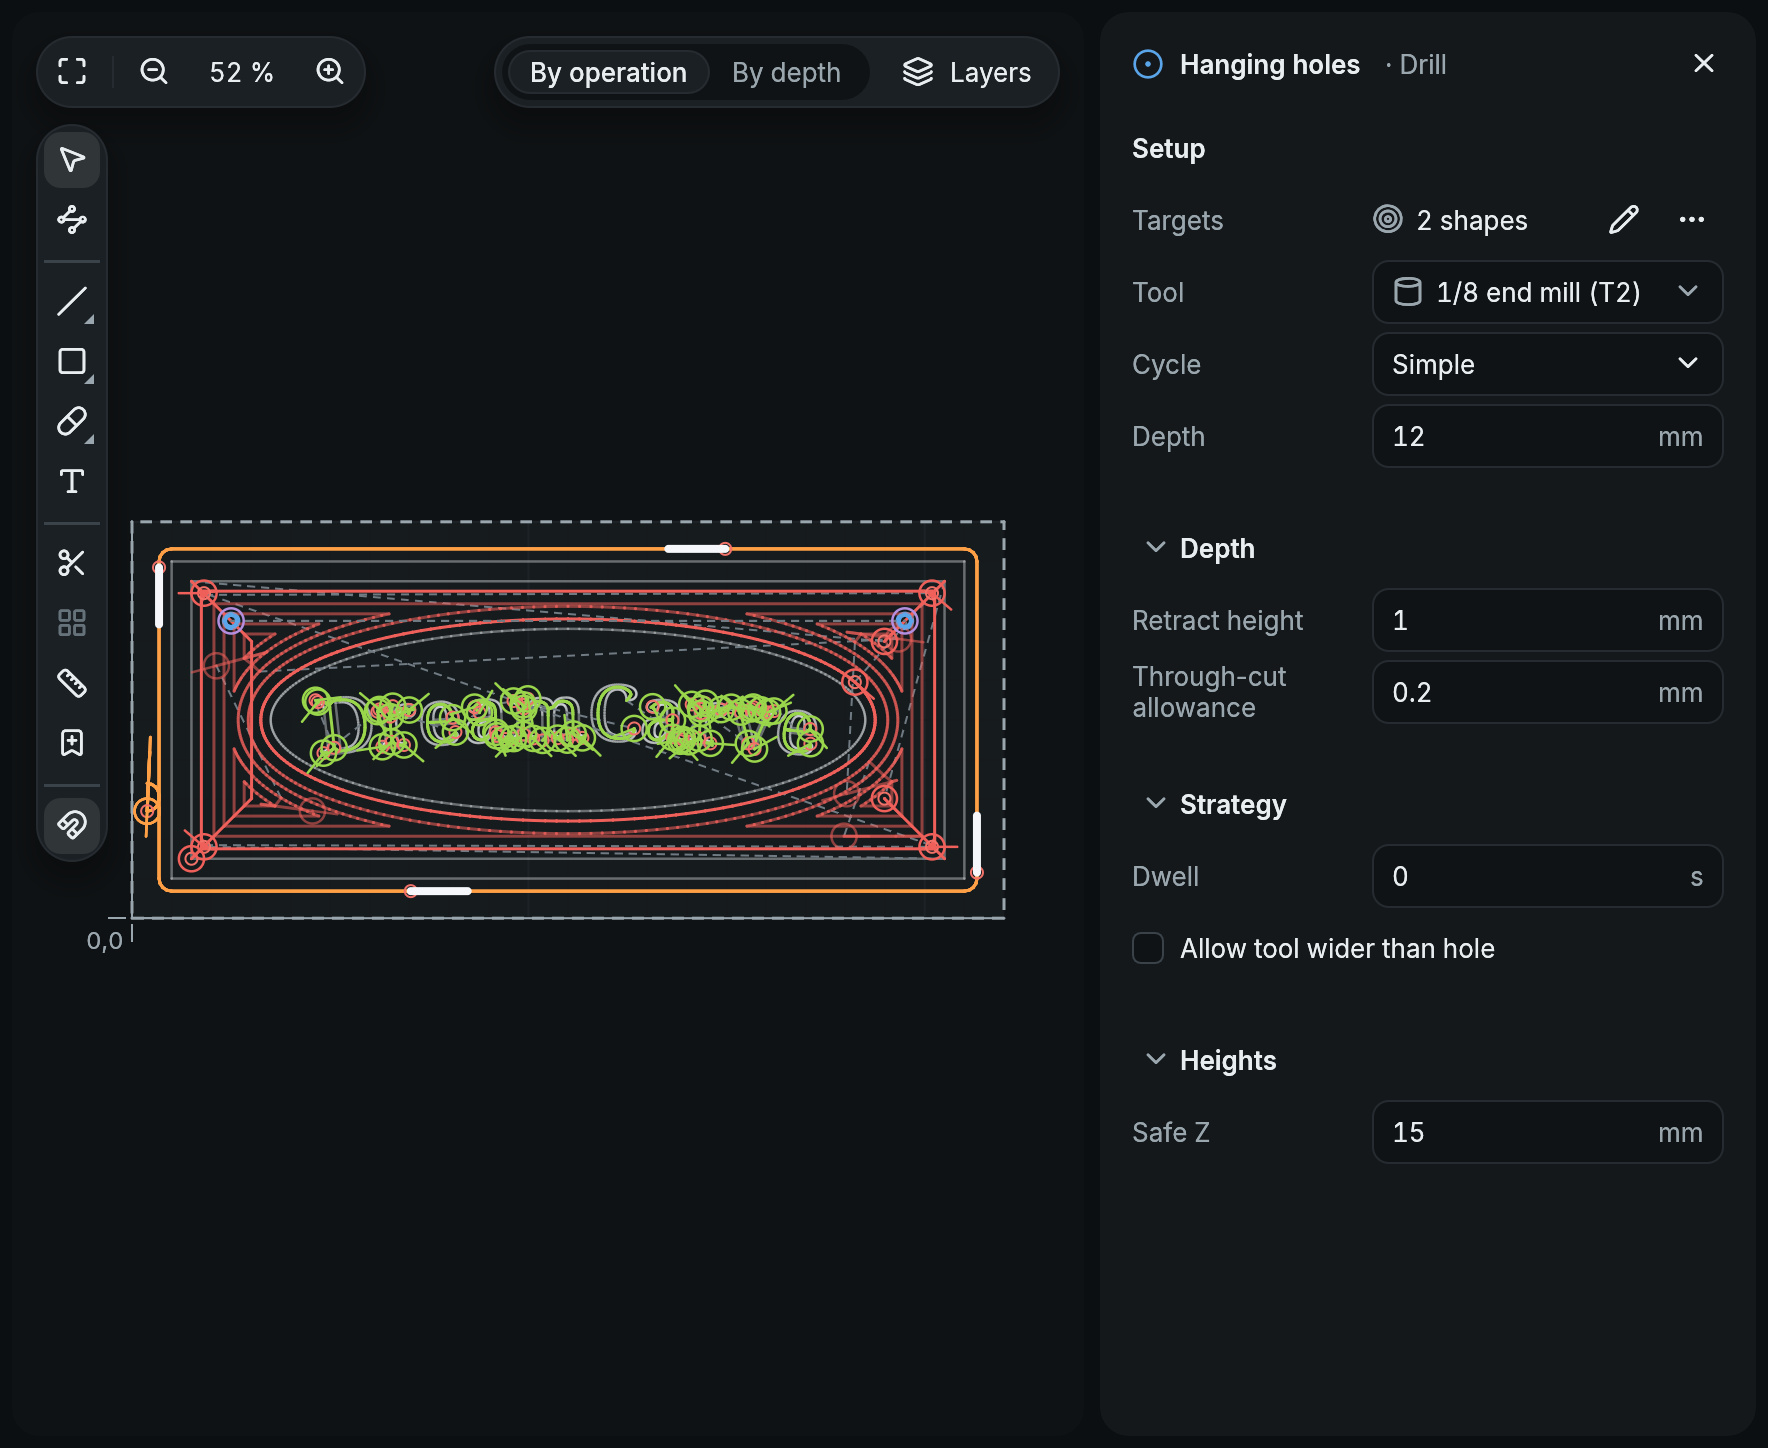 52 %
By operation
By depth
Layers
0,0
Hanging holes · Drill
Setup
Targets
2 shapes
Tool
1/8 end mill (T2)
Cycle
Simple
Depth
12 mm
Depth
Retract height
1 mm
Through-cut
allowance
0.2 mm
Strategy
Dwell
0 s
Allow tool wider than hole
Heights
Safe Z
15 mm